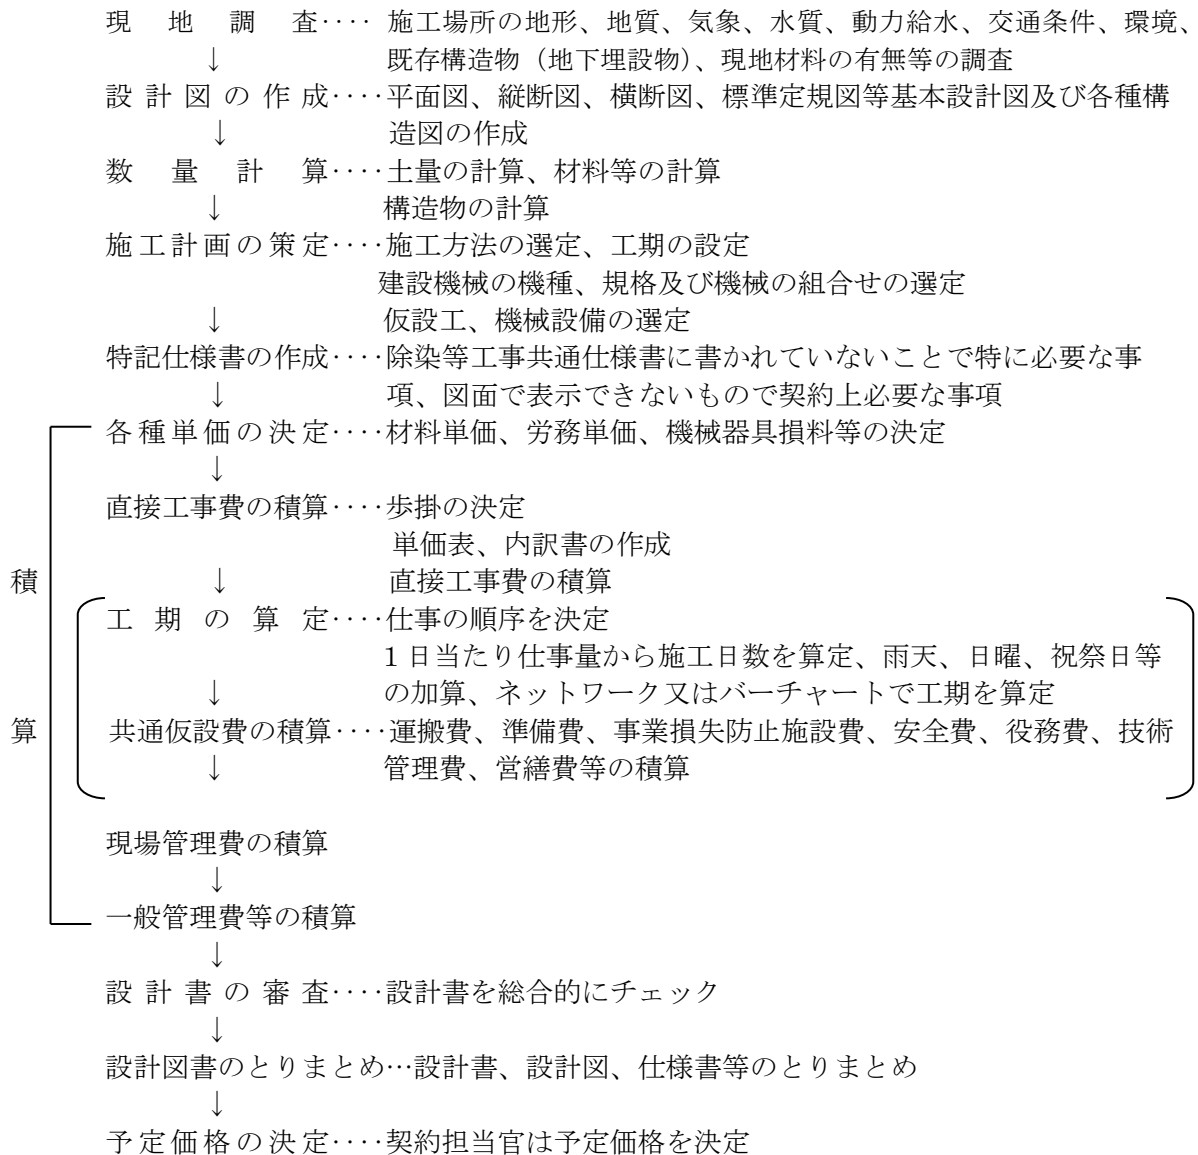 現地調査‥‥ 施工場所の地形、地質、気象、水質、動力給水、交通条件、環境、
↓ 既存構造物（地下埋設物）、現地材料の有無等の調査
設計図の作成‥‥平面図、縦断図、横断図、標準定規図等基本設計図及び各種構
↓ 造図の作成
数量計算‥‥土量の計算、材料等の計算
↓ 構造物の計算
施工計画の策定‥‥施工方法の選定、工期の設定
建設機械の機種、規格及び機械の組合せの選定
↓ 仮設工、機械設備の選定
特記仕様書の作成‥‥除染等工事共通仕様書に書かれていないことで特に必要な事
↓ 項、図面で表示できないもので契約上必要な事項
各種単価の決定‥‥材料単価、労務単価、機械器具損料等の決定
↓
直接工事費の積算‥‥歩掛の決定
単価表、内訳書の作成
積 ↓ 直接工事費の積算
工期の算定‥‥仕事の順序を決定
1日当たり仕事量から施工日数を算定、雨天、日曜、祝祭日等
↓ の加算、ネットワーク又はバーチャートで工期を算定
算 共通仮設費の積算‥‥運搬費、準備費、事業損失防止施設費、安全費、役務費、技術
↓ 管理費、営繕費等の積算
現場管理費の積算
↓
一般管理費等の積算
↓
設計書の審査‥‥設計書を総合的にチェック
↓
設計図書のとりまとめ…設計書、設計図、仕様書等のとりまとめ
↓
予定価格の決定‥‥契約担当官は予定価格を決定